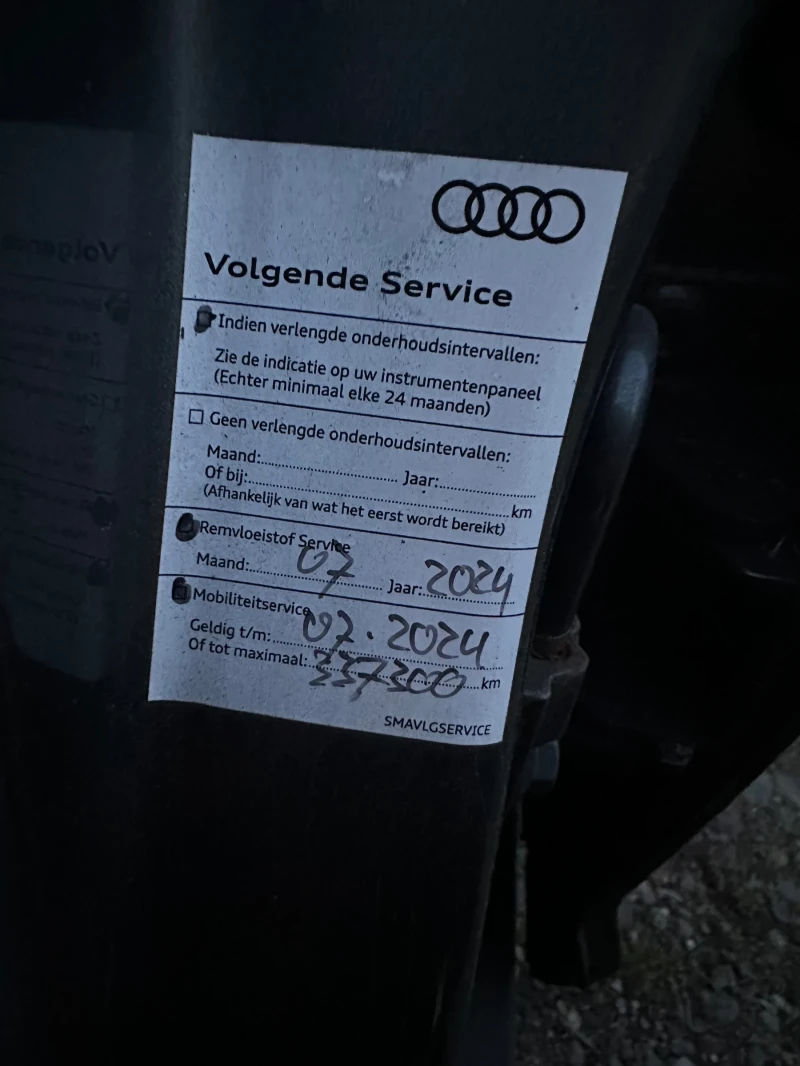 Volgende Service
Indien verlengde onderhoudsintervallen:
Zie de indicatie op uw instrumentenpaneel
(Echter minimaal elke 24 maanden)
Geen verlengde onderhoudsintervallen:
Maand:.......... Jaar:..........
Of bij:.......... km
(Afhankelijk van wat het eerst wordt bereikt)
Remvloeistof Service
Maand: 07 Jaar: 2024
Mobiliteitservice
Geldig t/m: 07.2024
Of tot maximaal: 337300 km
SMAVLGSERVICE